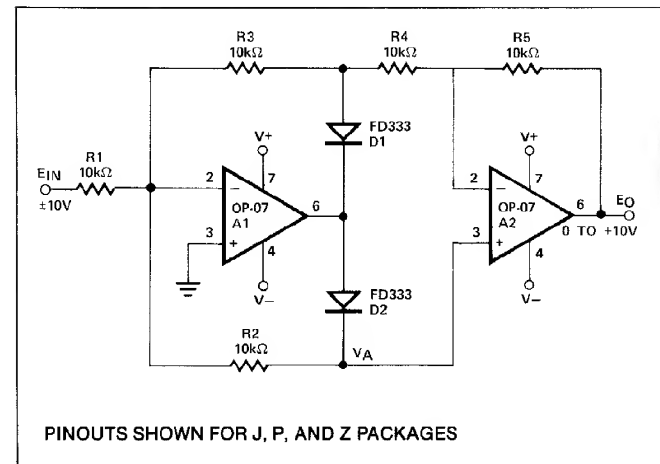 R3
10kΩ
R4
10kΩ
R5
10kΩ
FD333
D1
V+
V+
EIN
±10V
R1
10kΩ
2
−
7
OP-07
A1
6
3
+
4
V−
2
−
7
OP-07
A2
6
EO
0 TO +10V
3
+
4
V−
FD333
D2
R2
10kΩ
VA
PINOUTS SHOWN FOR J, P, AND Z PACKAGES